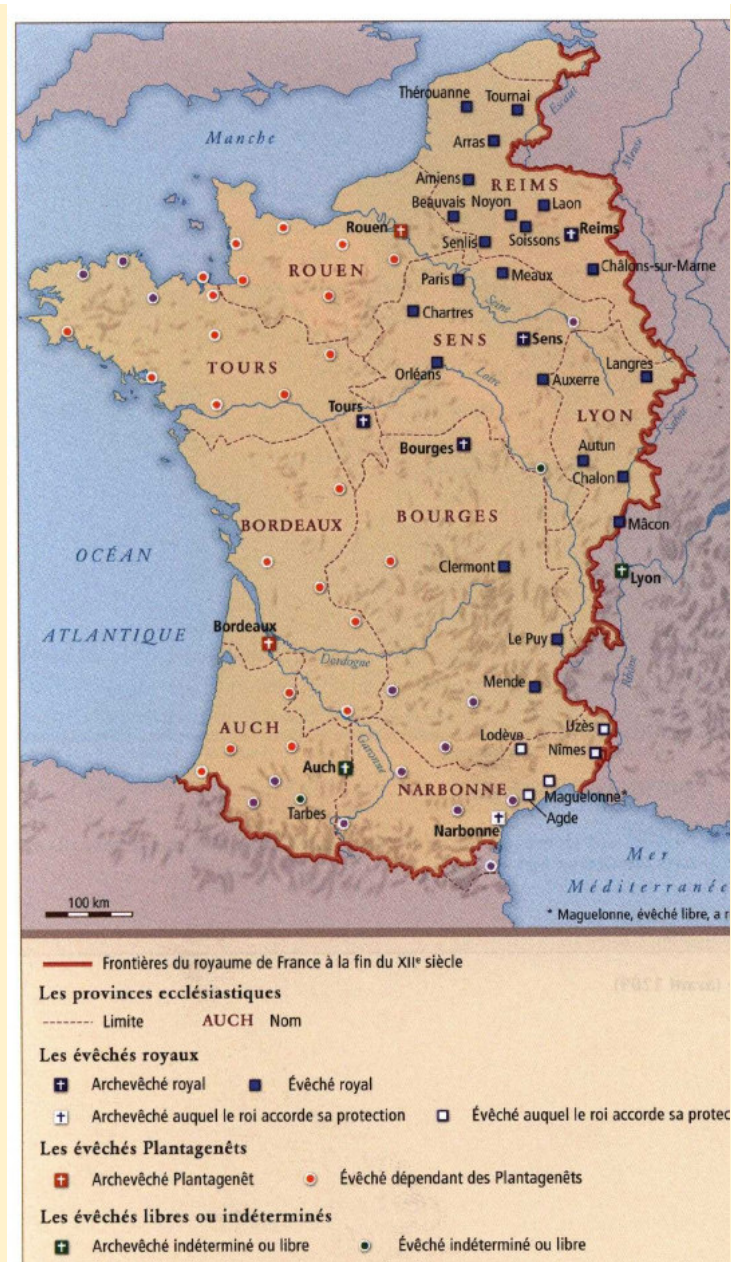 Thérouanne
Tournai
Escaut
Meuse
Manche
Arras
Amiens
REIMS
Beauvais
Noyon
Laon
Rouen
Reims
Senlis
Soissons
ROUEN
Châlons-sur-Marne
Paris
Meaux
Seine
Chartres
SENS
Sens
TOURS
Orléans
Loire
Langres
Auxerre
Tours
LYON
Saône
Bourges
Autun
Chalon
BORDEAUX
BOURGES
Mâcon
OCÉAN
ATLANTIQUE
Clermont
Lyon
Bordeaux
Dordogne
Le Puy
Rhône
Mende
AUCH
Garonne
Lodève
Uzès
Nîmes
Auch
NARBONNE
Tarbes
Maguelonne*
Agde
Narbonne
Mer
Méditerranée
100 km
* Maguelonne, évêché libre, a r
Frontières du royaume de France à la fin du XIIe siècle
Les provinces ecclésiastiques
Limite AUCH Nom
Les évêchés royaux
Archevêché royal Évêché royal
Archevêché auquel le roi accorde sa protection Évêché auquel le roi accorde sa protec
Les évêchés Plantagenêts
Archevêché Plantagenêt Évêché dépendant des Plantagenêts
Les évêchés libres ou indéterminés
Archevêché indéterminé ou libre Évêché indéterminé ou libre